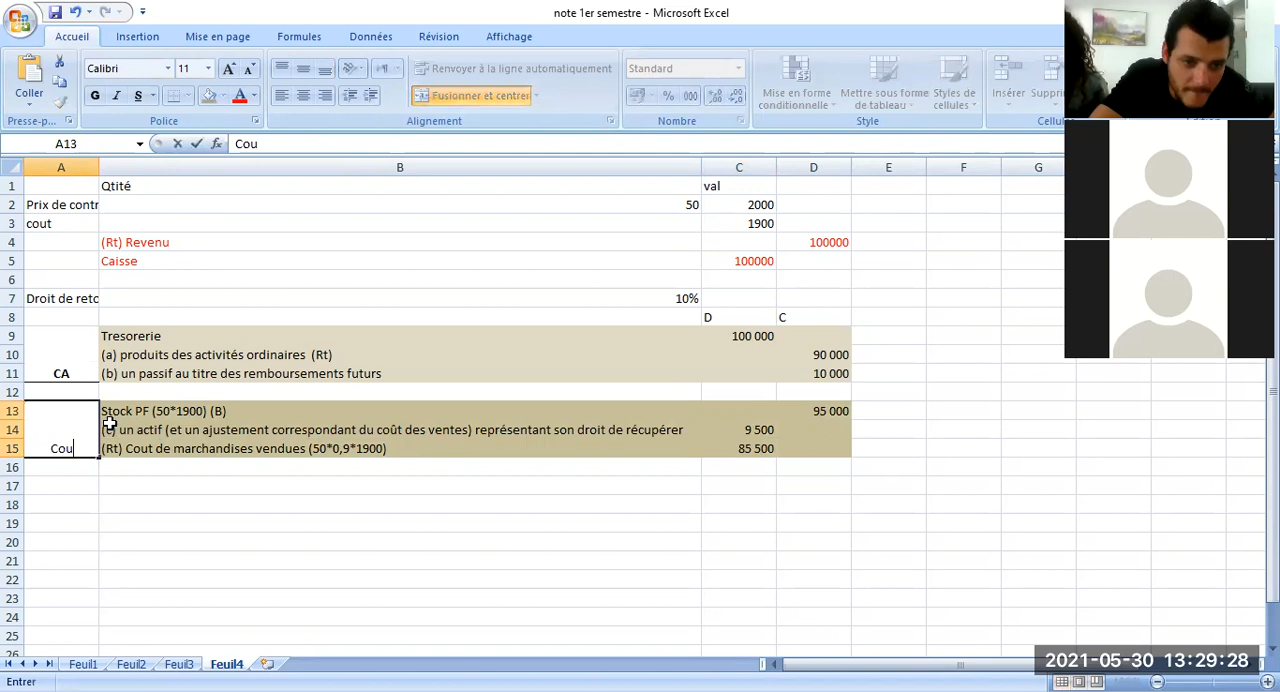 note 1er semestre - Microsoft Excel
Accueil Insertion Mise en page Formules Données Révision Affichage
Calibri 11 Renvoyer à la ligne automatiquement Standard
Coller G I S Fusionner et centrer % 000 Mise en forme conditionnelle Mettre sous forme de tableau Styles de cellules Insérer
Presse-p... Police Alignement Nombre Style
A13 Cou
A B C D E F G
1 Qtité val
2 Prix de contr 50 2000
3 cout 1900
4 (Rt) Revenu 100000
5 Caisse 100000
6
7 Droit de reto 10%
8 D C
9 Tresorerie 100 000
10 (a) produits des activités ordinaires (Rt) 90 000
11 CA (b) un passif au titre des remboursements futurs 10 000
12
13 Stock PF (50*1900) (B) 95 000
14 un actif (et un ajustement correspondant du coût des ventes) représentant son droit de récupérer 9 500
15 Cou (Rt) Cout de marchandises vendues (50*0,9*1900) 85 500
16
17
18
19
20
21
22
23
24
25
26
Feuil1 Feuil2 Feuil3 Feuil4
Entrer
2021-05-30 13:29:28